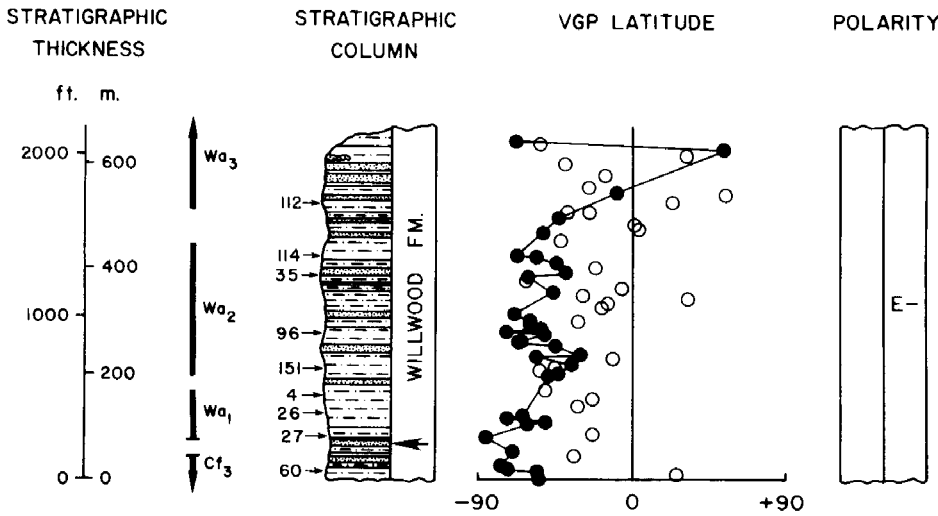 STRATIGRAPHIC THICKNESS
STRATIGRAPHIC COLUMN
VGP LATITUDE
POLARITY
ft. m.
2000
600
400
1000
200
0 0
Wa3
Wa2
Wa1
Cf3
112
114
35
96
151
4
26
27
60
WILLWOOD FM.
E–
-90 0 +90